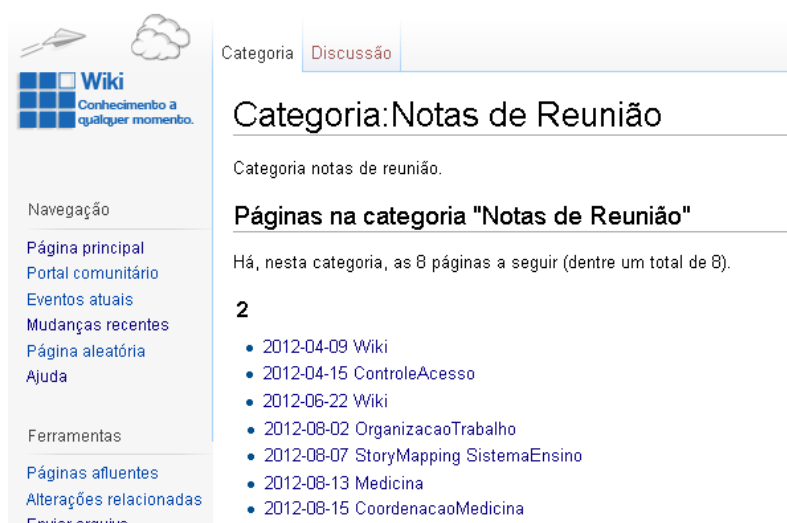 Wiki
Conhecimento a
qualquer momento.
Navegação
Página principal
Portal comunitário
Eventos atuais
Mudanças recentes
Página aleatória
Ajuda
Ferramentas
Páginas afluentes
Alterações relacionadas
Enviar arquivo
Categoria Discussão
Categoria:Notas de Reunião
Categoria notas de reunião.
Páginas na categoria "Notas de Reunião"
Há, nesta categoria, as 8 páginas a seguir (dentre um total de 8).
2
2012-04-09 Wiki
2012-04-15 ControleAcesso
2012-06-22 Wiki
2012-08-02 OrganizacaoTrabalho
2012-08-07 StoryMapping SistemaEnsino
2012-08-13 Medicina
2012-08-15 CoordenacaoMedicina